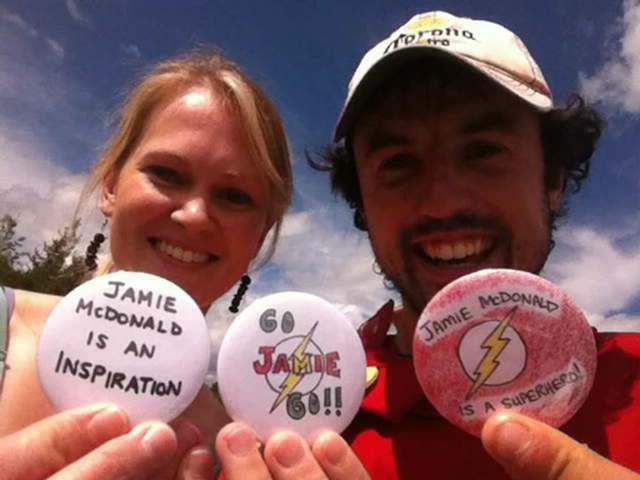 Corona
JAMIE
McDONALD
IS AN
INSPIRATION
GO
JAMIE
GO!!
JAMIE McDONALD
IS A SUPERHERO!